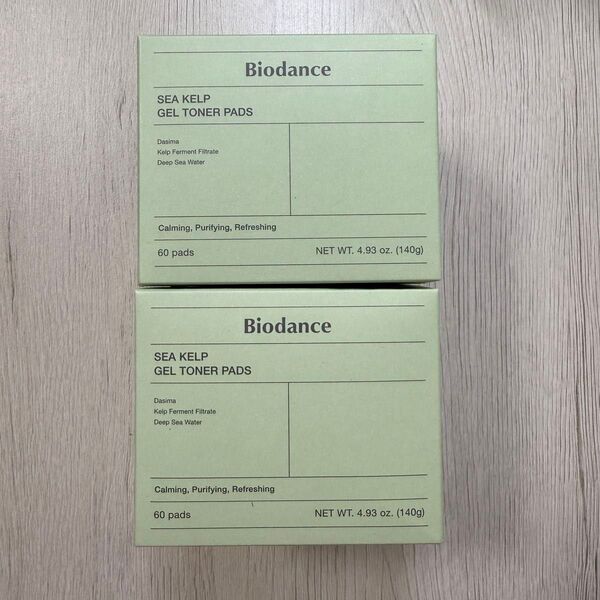 Biodance
SEA KELP
GEL TONER PADS
Dasima
Kelp Ferment Filtrate
Deep Sea Water
Calming, Purifying, Refreshing
60 pads NET WT. 4.93 oz. (140g)
Biodance
SEA KELP
GEL TONER PADS
Dasima
Kelp Ferment Filtrate
Deep Sea Water
Calming, Purifying, Refreshing
60 pads NET WT. 4.93 oz. (140g)